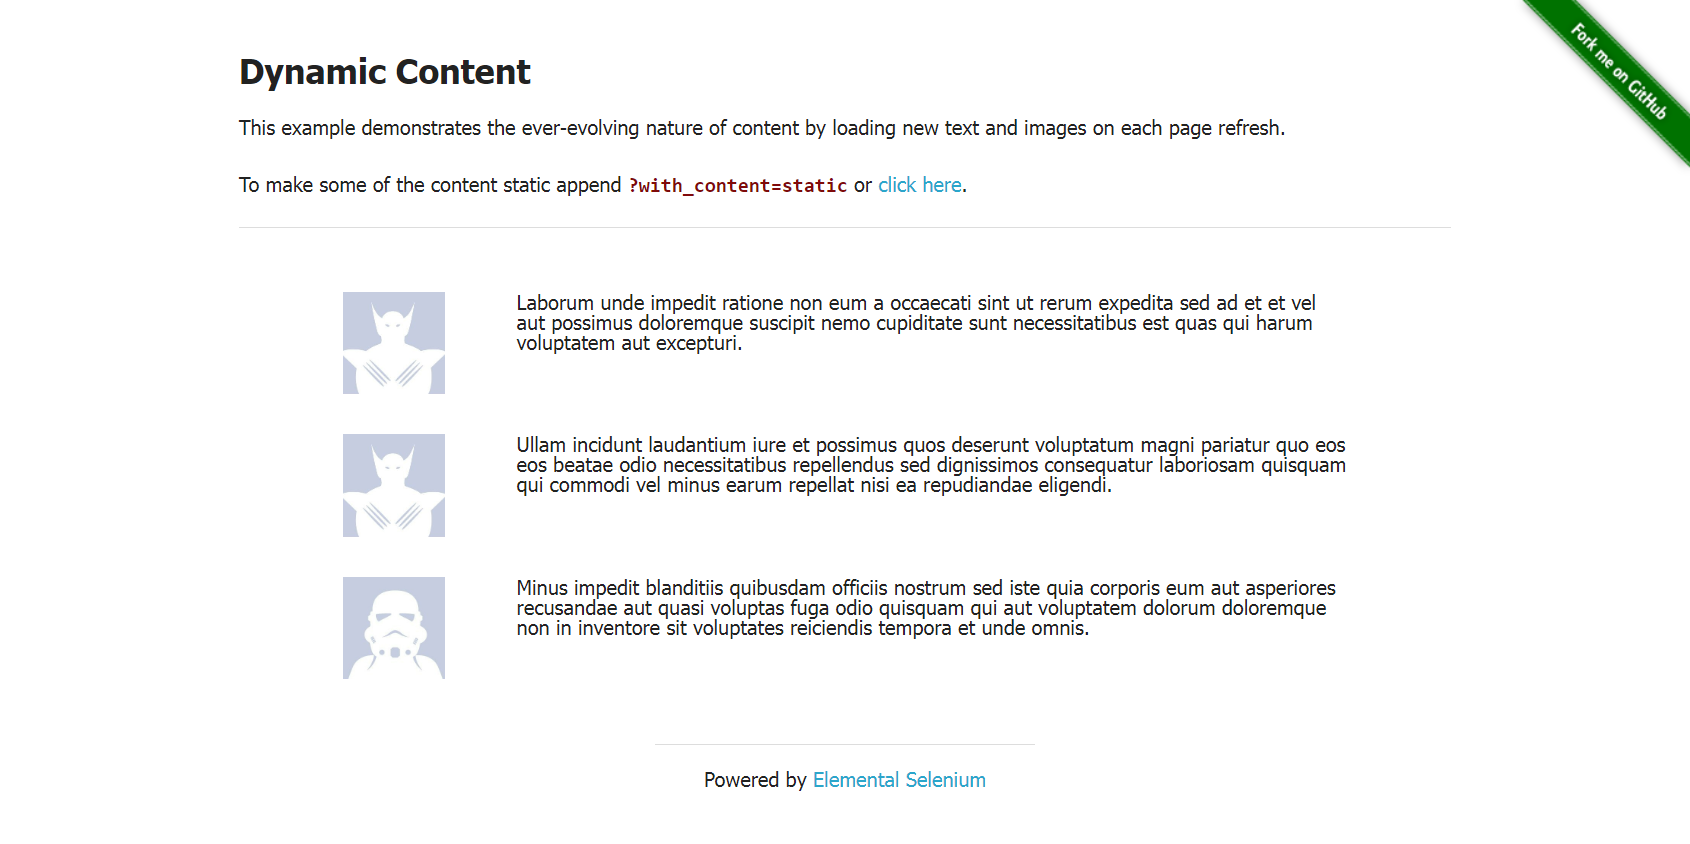 Fork me on GitHub
Dynamic Content
This example demonstrates the ever-evolving nature of content by loading new text and images on each page refresh.
To make some of the content static append ?with_content=static or click here.
Laborum unde impedit ratione non eum a occaecati sint ut rerum expedita sed ad et et vel
aut possimus doloremque suscipit nemo cupiditate sunt necessitatibus est quas qui harum
voluptatem aut excepturi.
Ullam incidunt laudantium iure et possimus quos deserunt voluptatum magni pariatur quo eos
eos beatae odio necessitatibus repellendus sed dignissimos consequatur laboriosam quisquam
qui commodi vel minus earum repellat nisi ea repudiandae eligendi.
Minus impedit blanditiis quibusdam officiis nostrum sed iste quia corporis eum aut asperiores
recusandae aut quasi voluptas fuga odio quisquam qui aut voluptatem dolorum doloremque
non in inventore sit voluptates reiciendis tempora et unde omnis.
Powered by Elemental Selenium